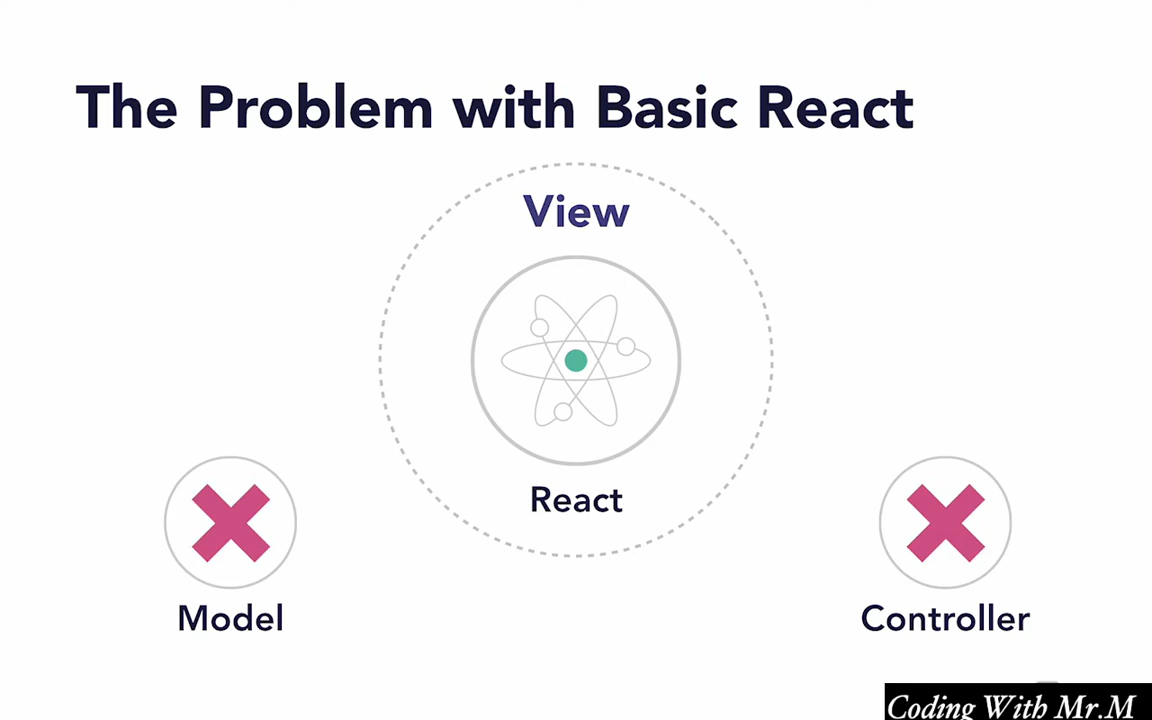 The Problem with Basic React
View
React
Model
Controller
Coding With Mr.M